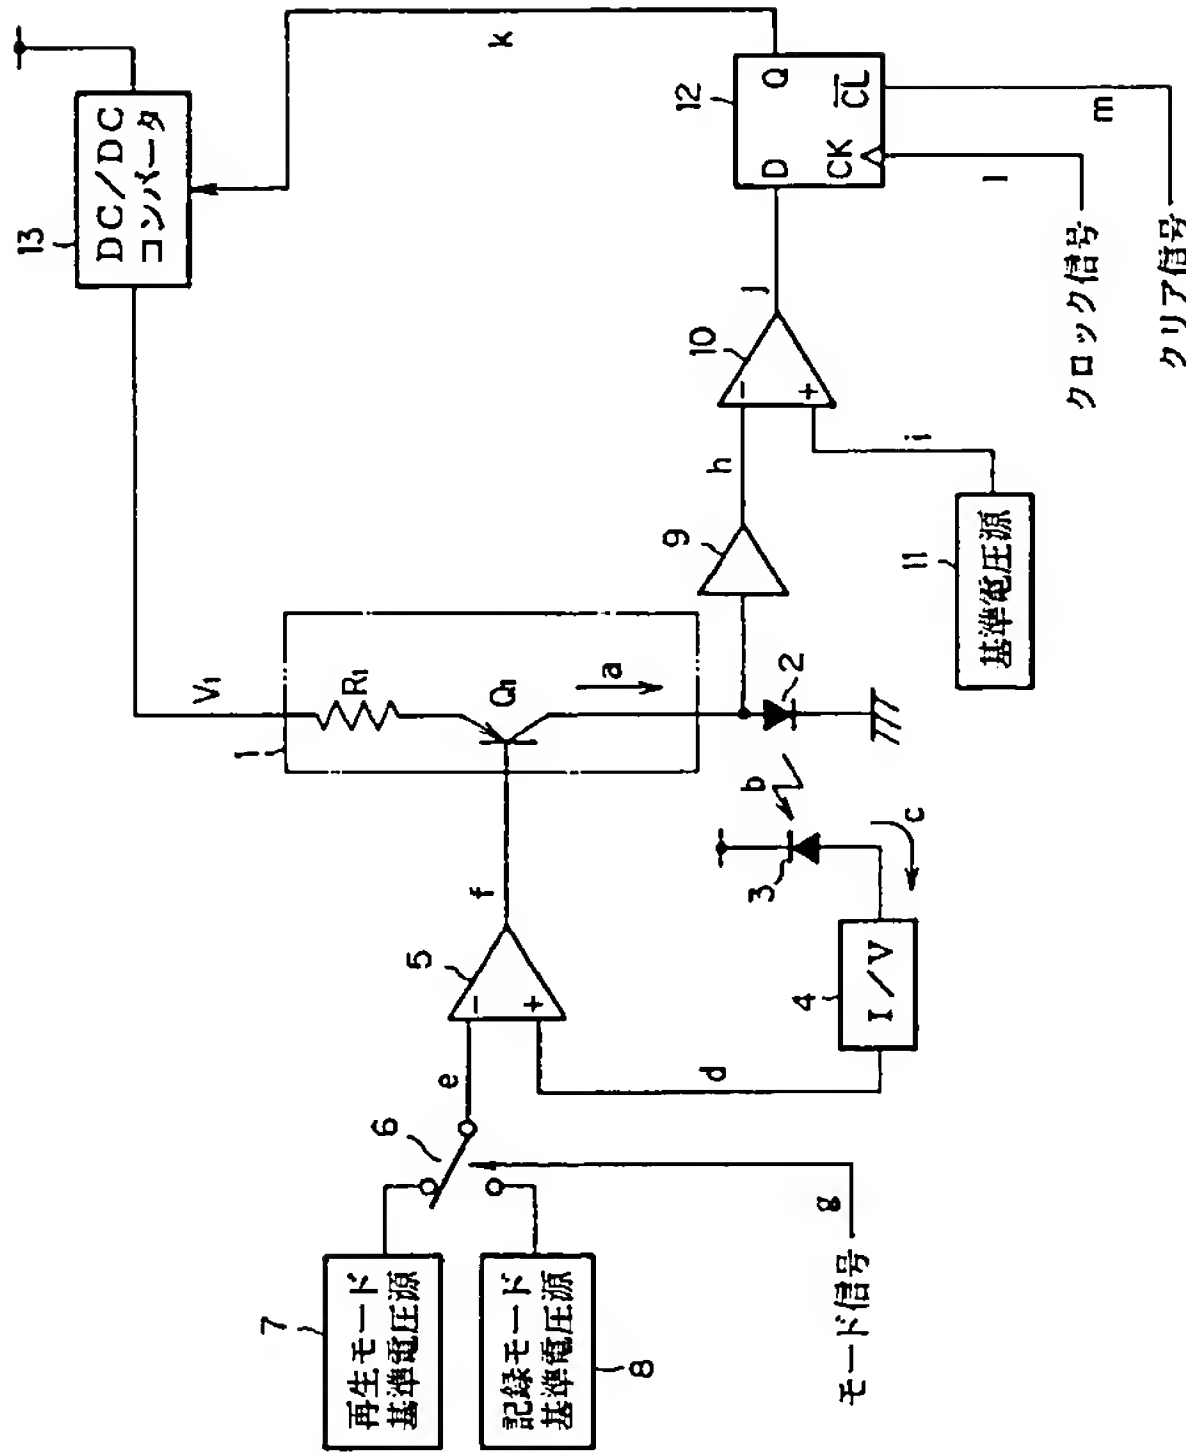 13
DC/DC
コンバータ
k
V1
1
R1
Q1
a
12
D
Q
CK
CL
l
m
クロック信号
クリア信号
10
-
+
j
h
i
9
11
基準電圧源
2
b
3
c
4
I/V
d
5
-
+
f
e
6
7
再生モード
基準電圧源
記録モード
基準電圧源
8
g
モード信号